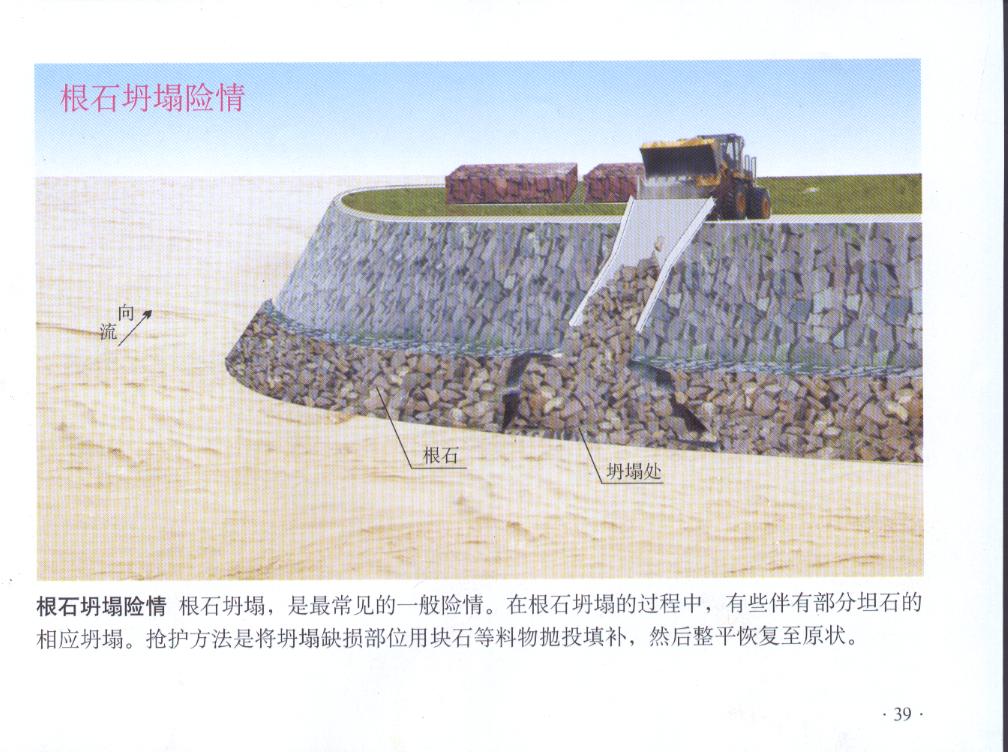 根石坍塌险情
流向
根石
坍塌处
根石坍塌险情 根石坍塌，是最常见的一般险情。在根石坍塌的过程中，有些伴有部分坦石的
相应坍塌。抢护方法是将坍塌缺损部位用块石等料物抛投填补，然后整平恢复至原状。
· 39 ·